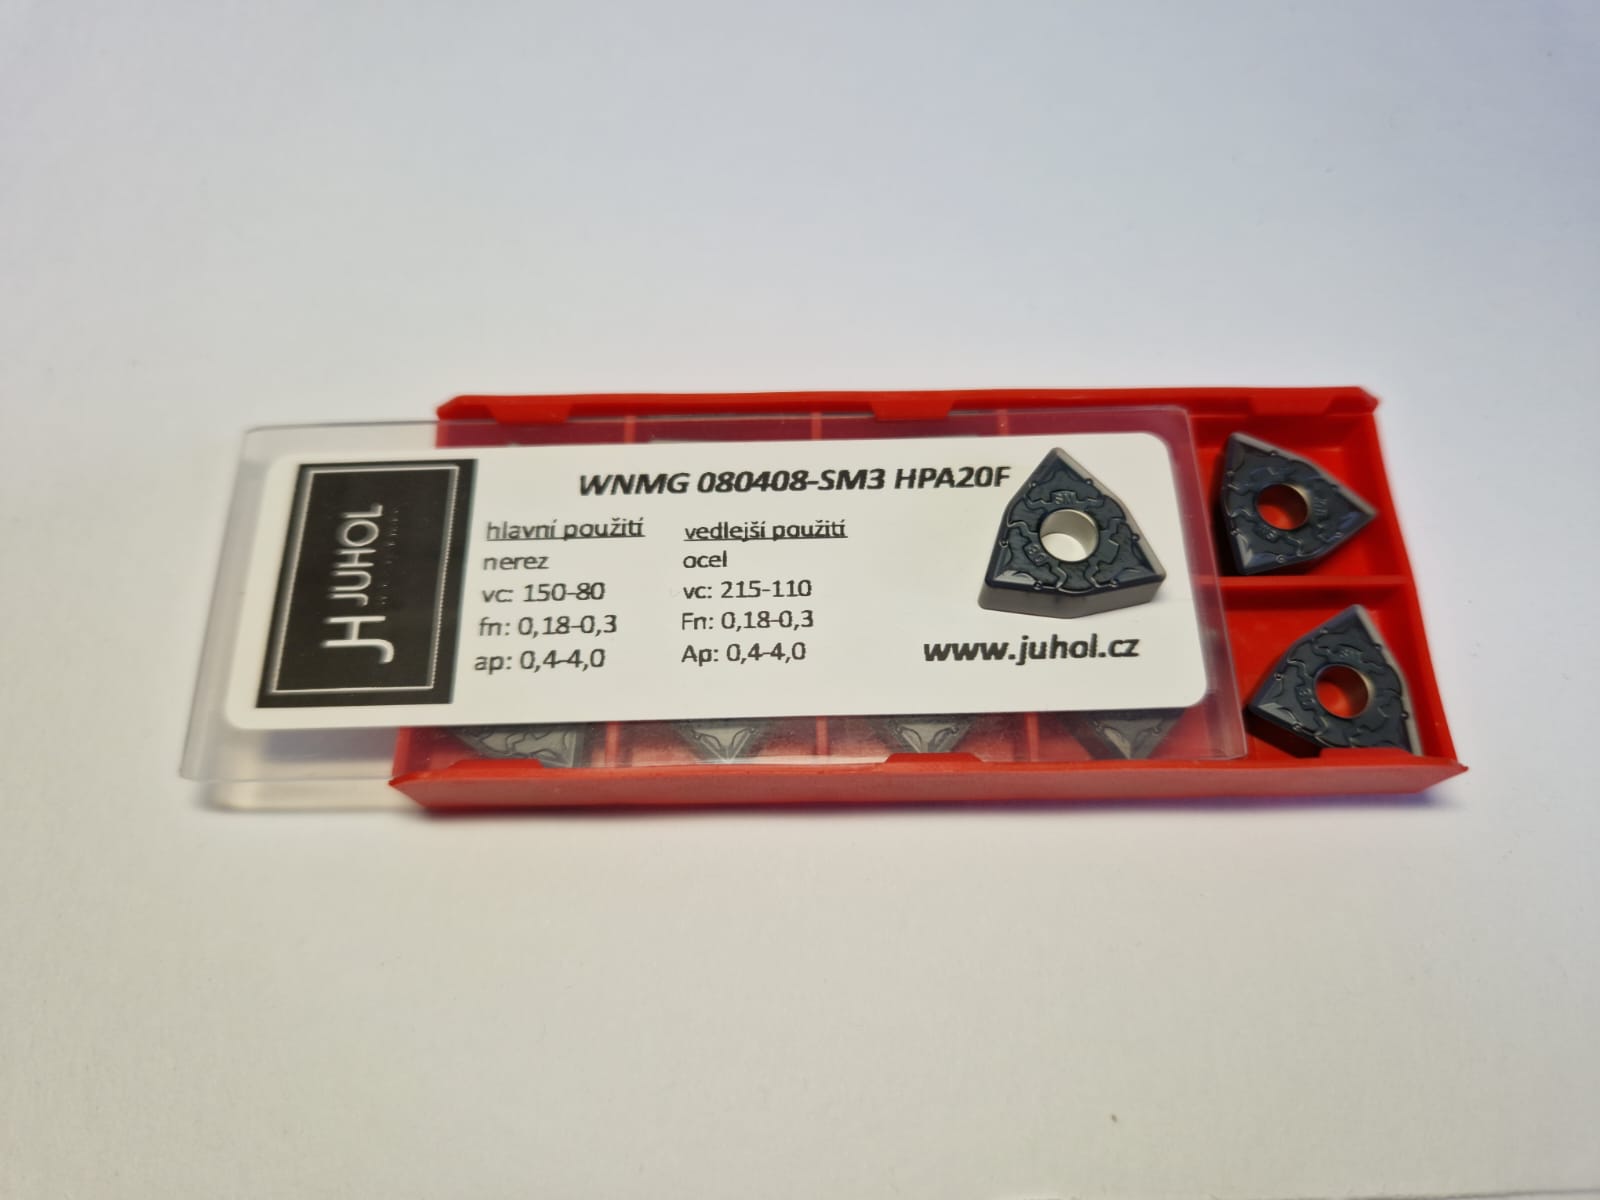 JH JUHOL
WNMG 080408-SM3 HPA20F
hlavní použití
nerez
vc: 150-80
fn: 0,18-0,3
ap: 0,4-4,0
vedlejší použití
ocel
vc: 215-110
Fn: 0,18-0,3
Ap: 0,4-4,0
SM
www.juhol.cz